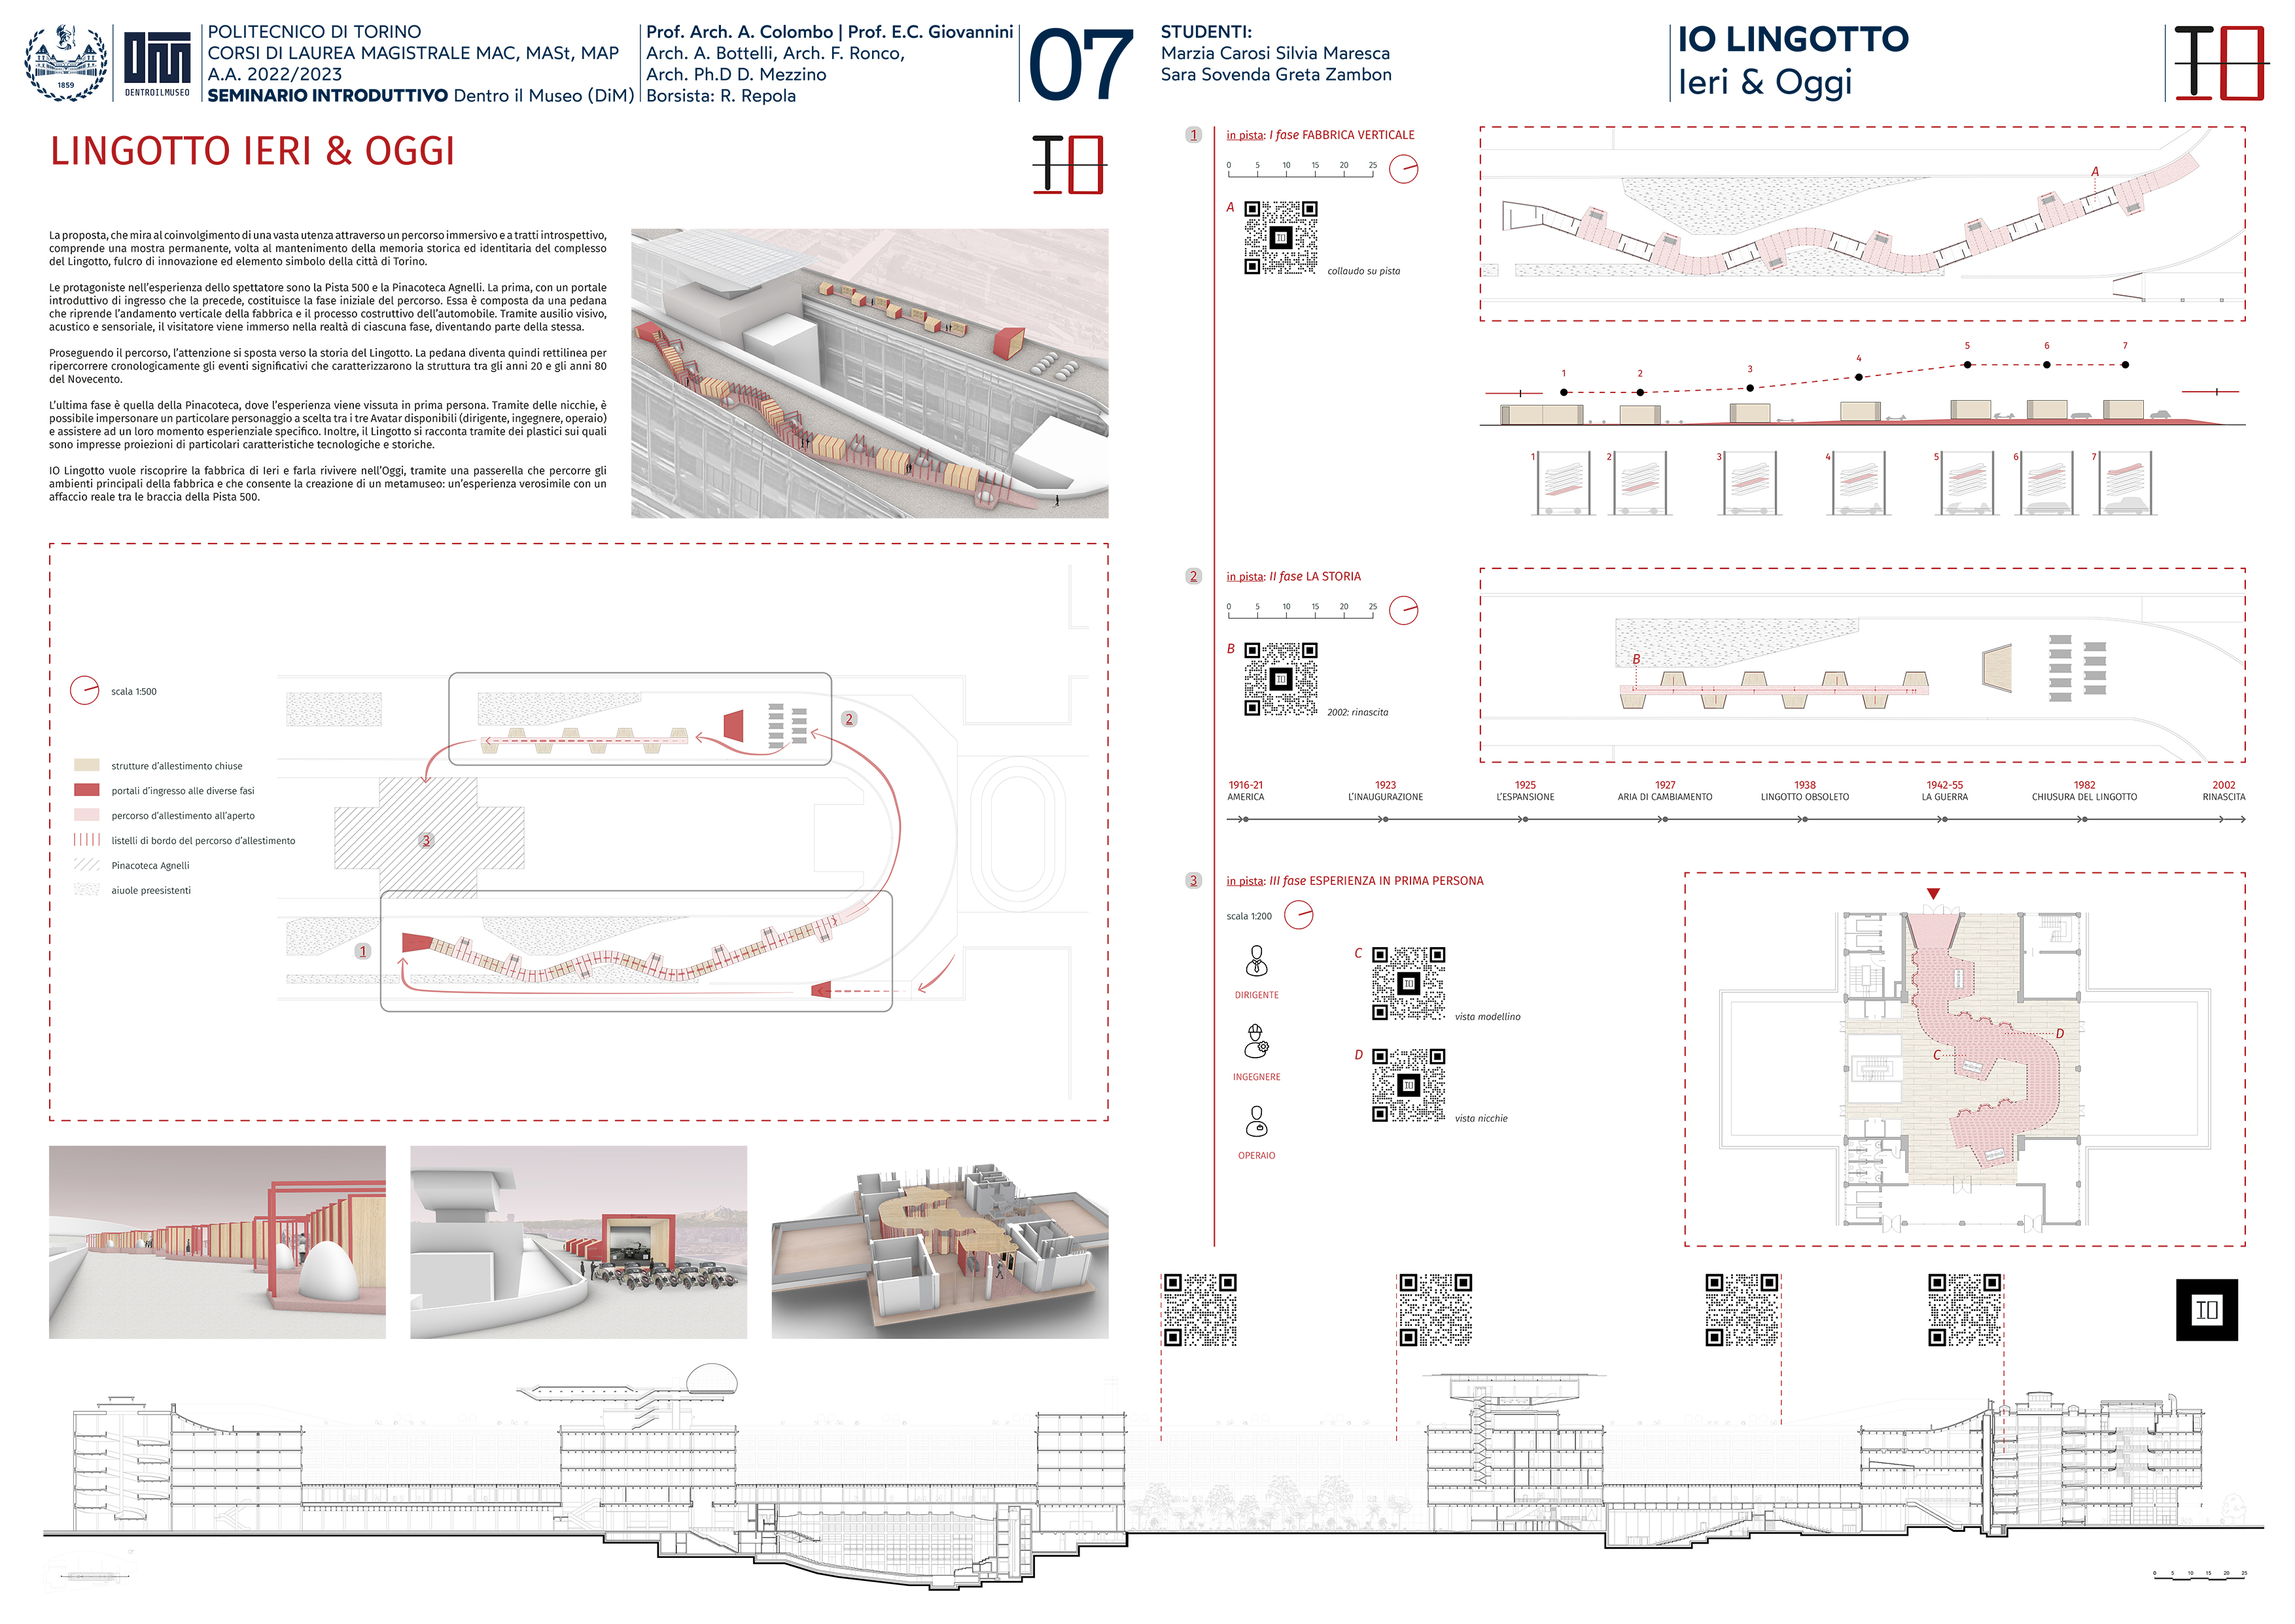 1859
DENTROILMUSEO
POLITECNICO DI TORINO
CORSI DI LAUREA MAGISTRALE MAC, MASt, MAP
A.A. 2022/2023
SEMINARIO INTRODUTTIVO Dentro il Museo (DiM)
Prof. Arch. A. Colombo | Prof. E.C. Giovannini
Arch. A. Bottelli, Arch. F. Ronco,
Arch. Ph.D D. Mezzino
Borsista: R. Repola
07
STUDENTI:
Marzia Carosi Silvia Maresca
Sara Sovenda Greta Zambon
IO LINGOTTO
Ieri & Oggi
IO
LINGOTTO IERI & OGGI
IO
La proposta, che mira al coinvolgimento di una vasta utenza attraverso un percorso immersivo e a tratti introspettivo,
comprende una mostra permanente, volta al mantenimento della memoria storica ed identitaria del complesso
del Lingotto, fulcro di innovazione ed elemento simbolo della città di Torino.
Le protagoniste nell'esperienza dello spettatore sono la Pista 500 e la Pinacoteca Agnelli. La prima, con un portale
introduttivo di ingresso che la precede, costituisce la fase iniziale del percorso. Essa è composta da una pedana
che riprende l'andamento verticale della fabbrica e il processo costruttivo dell'automobile. Tramite ausilio visivo,
acustico e sensoriale, il visitatore viene immerso nella realtà di ciascuna fase, diventando parte della stessa.
Proseguendo il percorso, l'attenzione si sposta verso la storia del Lingotto. La pedana diventa quindi rettilinea per
ripercorrere cronologicamente gli eventi significativi che caratterizzarono la struttura tra gli anni 20 e gli anni 80
del Novecento.
L'ultima fase è quella della Pinacoteca, dove l'esperienza viene vissuta in prima persona. Tramite delle nicchie, è
possibile impersonare un particolare personaggio a scelta tra i tre Avatar disponibili (dirigente, ingegnere, operaio)
e assistere ad un loro momento esperienziale specifico. Inoltre, il Lingotto si racconta tramite dei plastici sui quali
sono impresse proiezioni di particolari caratteristiche tecnologiche e storiche.
IO Lingotto vuole riscoprire la fabbrica di Ieri e farla rivivere nell'Oggi, tramite una passerella che percorre gli
ambienti principali della fabbrica e che consente la creazione di un metamuseo: un'esperienza verosimile con un
affaccio reale tra le braccia della Pista 500.
scala 1:500
strutture d'allestimento chiuse
portali d'ingresso alle diverse fasi
percorso d'allestimento all'aperto
listelli di bordo del percorso d'allestimento
Pinacoteca Agnelli
aiuole preesistenti
2
3
1
1
in pista: I fase FABBRICA VERTICALE
0 5 10 15 20 25
A
IO
collaudo su pista
A
1 2 3 4 5 6 7
1 2 3 4 5 6 7
2
in pista: II fase LA STORIA
0 5 10 15 20 25
B
IO
2002: rinascita
B
1916-21 1923 1925 1927 1938 1942-55 1982 2002
AMERICA L'INAUGURAZIONE L'ESPANSIONE ARIA DI CAMBIAMENTO LINGOTTO OBSOLETO LA GUERRA CHIUSURA DEL LINGOTTO RINASCITA
3
in pista: III fase ESPERIENZA IN PRIMA PERSONA
scala 1:200
DIRIGENTE
INGEGNERE
OPERAIO
C
IO
vista modellino
D
IO
vista nicchie
D
C
IO
0 5 10 15 20 25